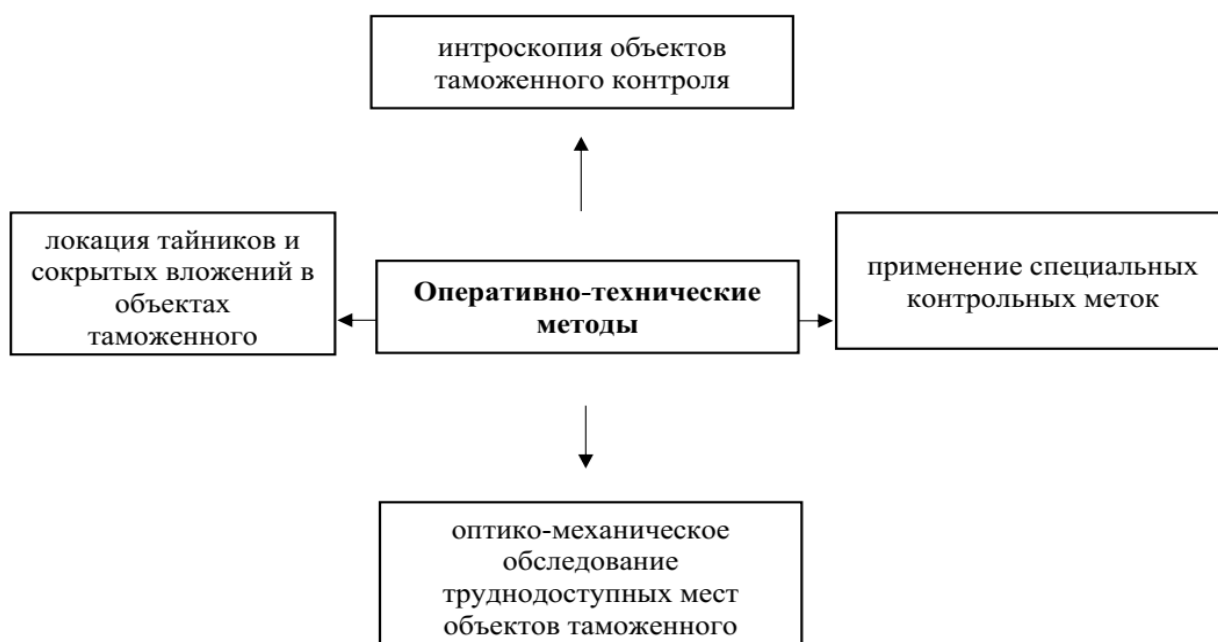 интроскопия объектов
таможенного контроля
локация тайников и
сокрытых вложений в
объектах
таможенного
Оперативно-технические
методы
применение специальных
контрольных меток
оптико-механическое
обследование
труднодоступных мест
объектов таможенного